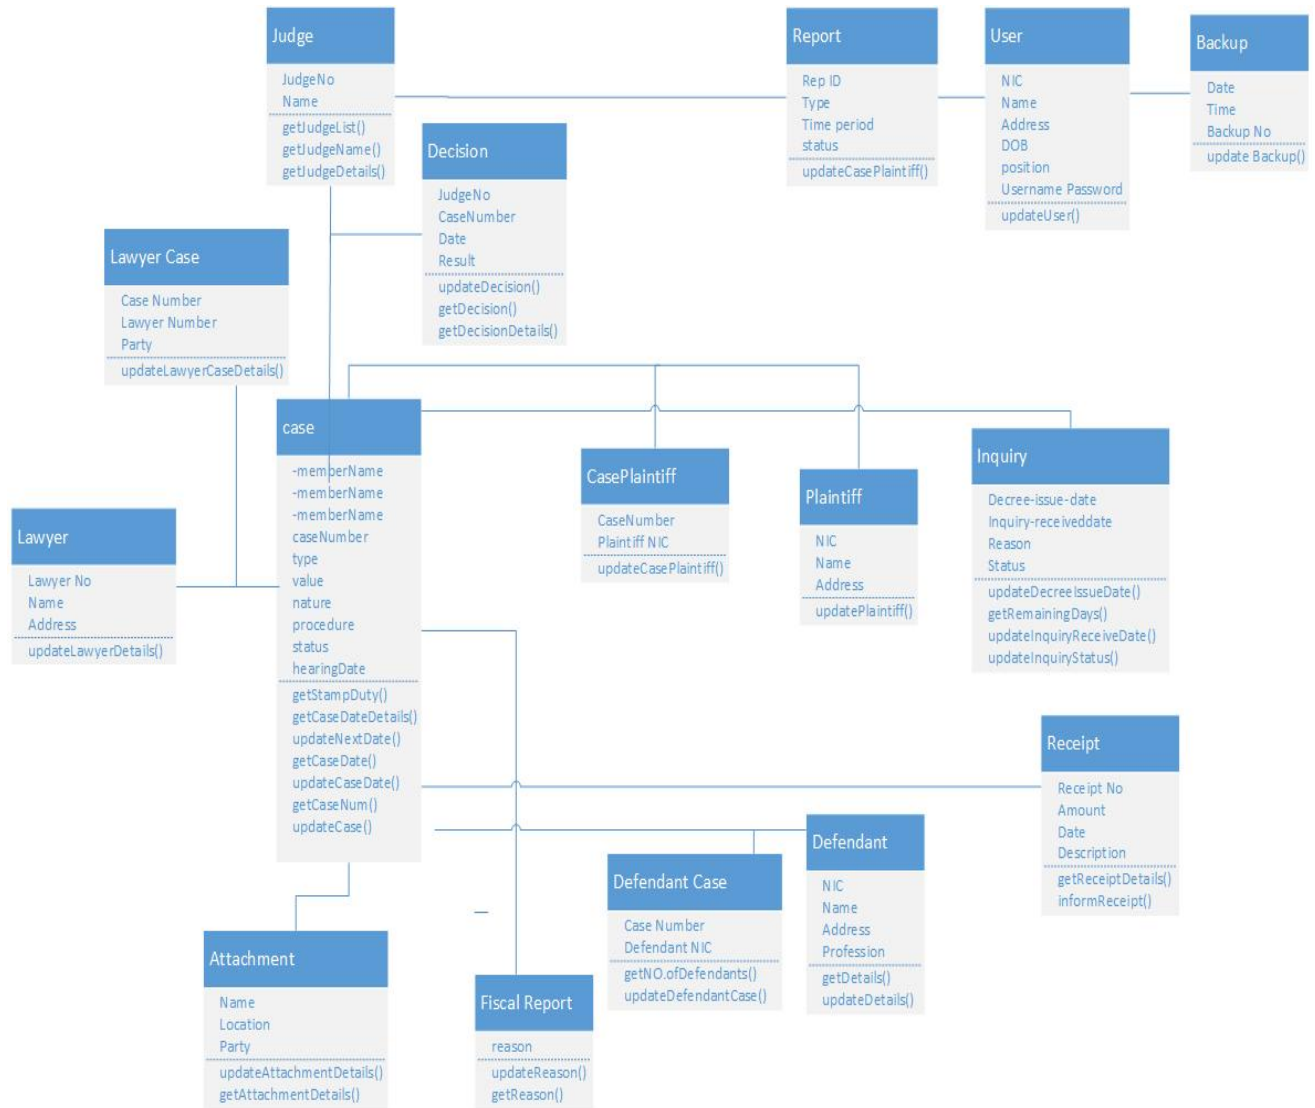 Judge
JudgeNo
Name
getJudgeList()
getJudgeName()
getJudgeDetails()
Report
Rep ID
Type
Time period
status
updateCasePlaintiff()
User
NIC
Name
Address
DOB
position
Username Password
updateUser()
Backup
Date
Time
Backup No
update Backup()
Decision
JudgeNo
CaseNumber
Date
Result
updateDecision()
getDecision()
getDecisionDetails()
Lawyer Case
Case Number
Lawyer Number
Party
updateLawyerCaseDetails()
case
-memberName
-memberName
-memberName
caseNumber
type
value
nature
procedure
status
hearingDate
getStampDuty()
getCaseDateDetails()
updateNextDate()
getCaseDate()
updateCaseDate()
getCaseNum()
updateCase()
CasePlaintiff
CaseNumber
Plaintiff NIC
updateCasePlaintiff()
Plaintiff
NIC
Name
Address
updatePlaintiff()
Inquiry
Decree-issue-date
Inquiry-receiveddate
Reason
Status
updateDecreeIssueDate()
getRemainingDays()
updateInquiryReceiveDate()
updateInquiryStatus()
Lawyer
Lawyer No
Name
Address
updateLawyerDetails()
Receipt
Receipt No
Amount
Date
Description
getReceiptDetails()
informReceipt()
Defendant
NIC
Name
Address
Profession
getDetails()
updateDetails()
Defendant Case
Case Number
Defendant NIC
getNO.ofDefendants()
updateDefendantCase()
Attachment
Name
Location
Party
updateAttachmentDetails()
getAttachmentDetails()
Fiscal Report
reason
updateReason()
getReason()